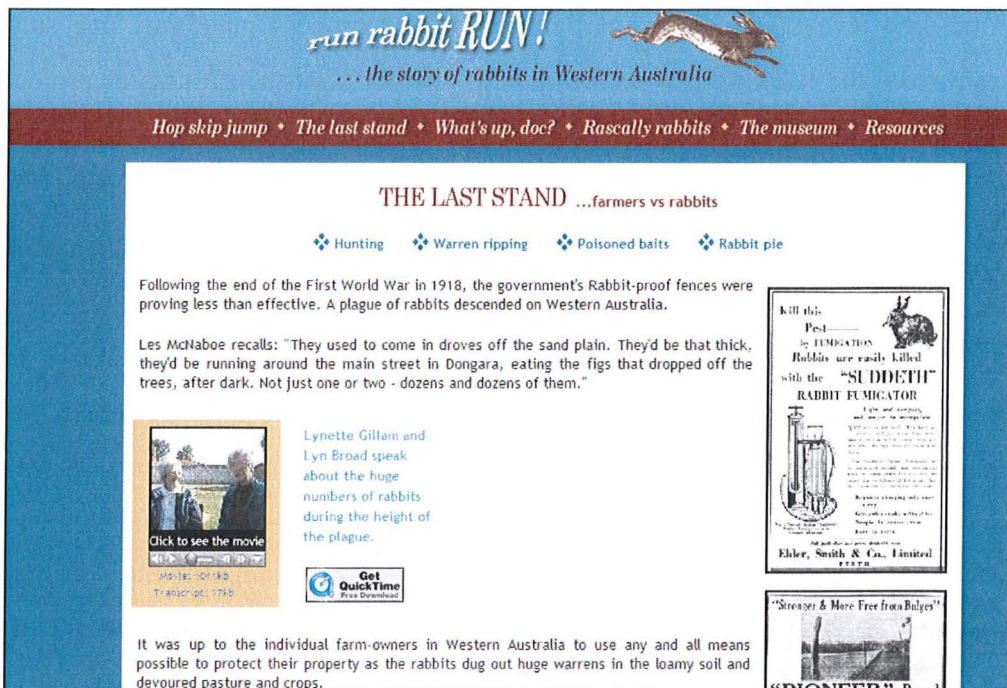 run rabbit RUN!
... the story of rabbits in Western Australia
Hop skip jump • The last stand • What's up, doc? • Rascally rabbits • The museum • Resources
THE LAST STAND ...farmers vs rabbits
Hunting Warren ripping Poisoned baits Rabbit pie
Following the end of the First World War in 1918, the government's Rabbit-proof fences were
proving less than effective. A plague of rabbits descended on Western Australia.
Les McNaboe recalls: "They used to come in droves off the sand plain. They'd be that thick,
they'd be running around the main street in Dongara, eating the figs that dropped off the
trees, after dark. Not just one or two - dozens and dozens of them."
Lynette Gillam and
Lyn Broad speak
about the huge
numbers of rabbits
during the height of
the plague.
Click to see the movie
Transcript:
Get
QuickTime
Free Download
It was up to the individual farm-owners in Western Australia to use any and all means
possible to protect their property as the rabbits dug out huge warrens in the loamy soil and
devoured pasture and crops.
Kill this
Pest
by FUMIGATION
Rabbits are easily killed
with the "SUDDETH"
RABBIT FUMIGATOR
Elder, Smith & Co., Limited
PERTH
"Stronger & More Free from Bulges"
"PIONEER"